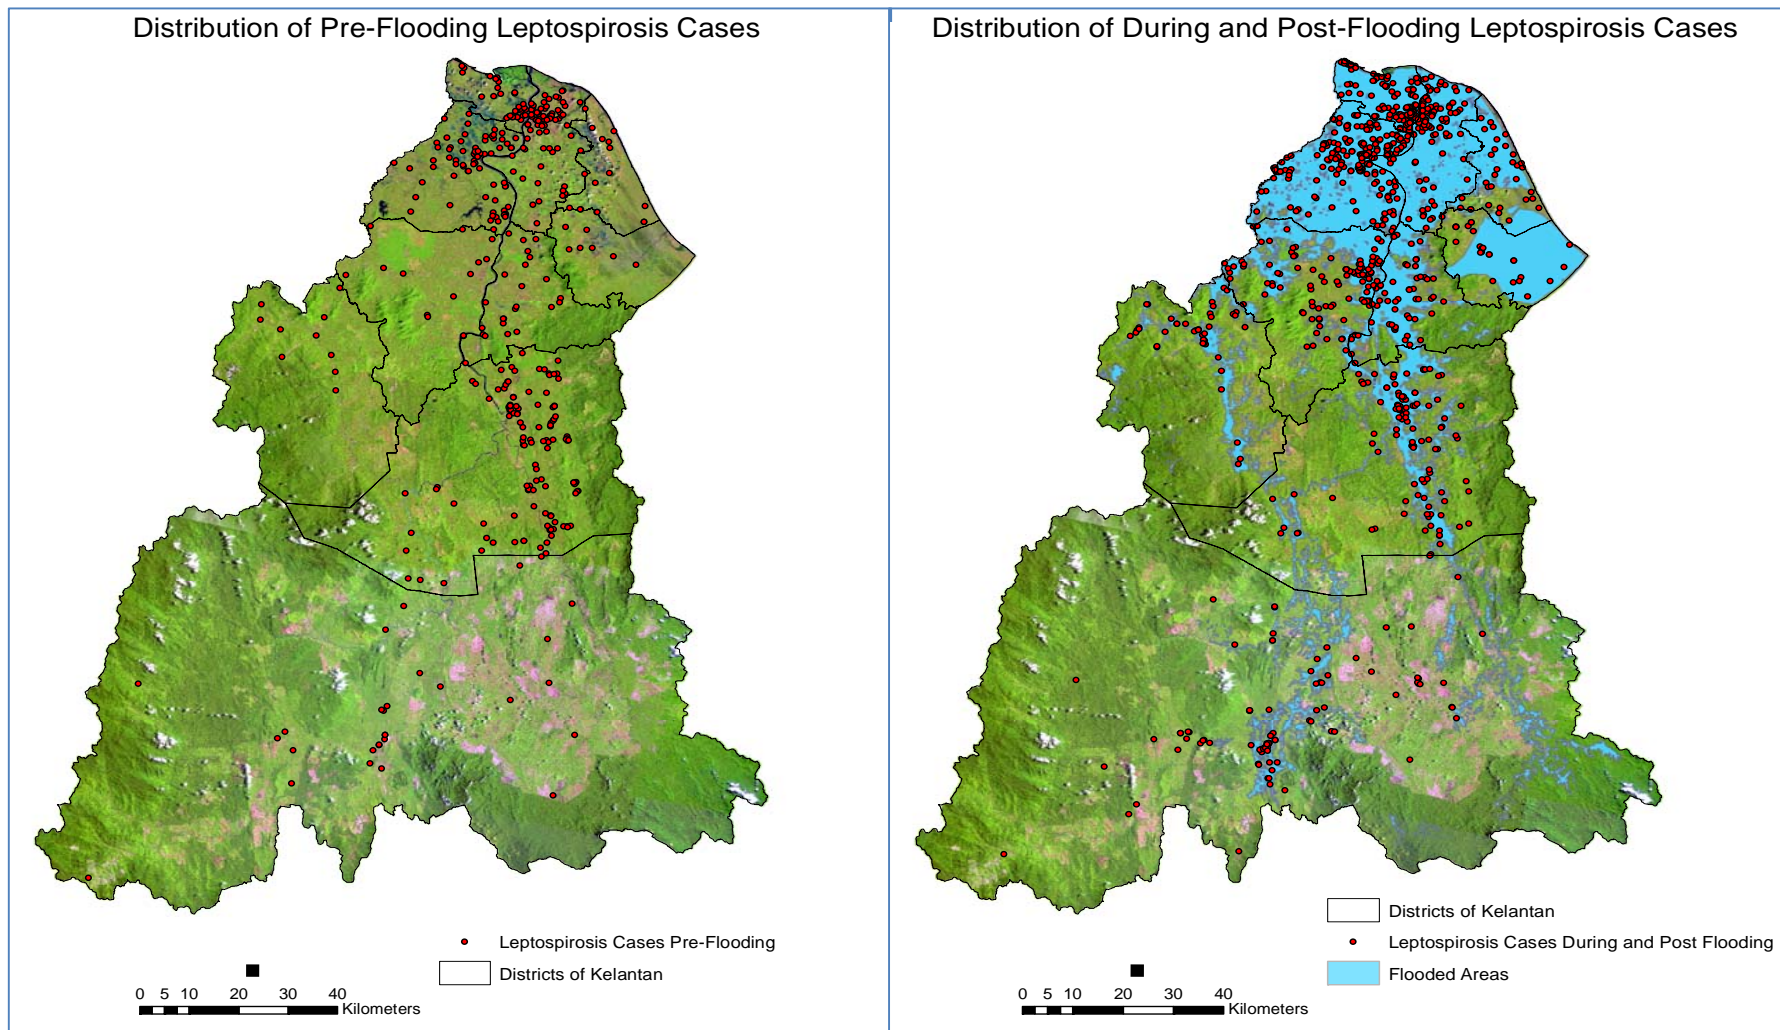 Distribution of Pre-Flooding Leptospirosis Cases
Leptospirosis Cases Pre-Flooding
Districts of Kelantan
0 5 10 20 30 40
Kilometers
Distribution of During and Post-Flooding Leptospirosis Cases
Districts of Kelantan
Leptospirosis Cases During and Post Flooding
Flooded Areas
0 5 10 20 30 40
Kilometers